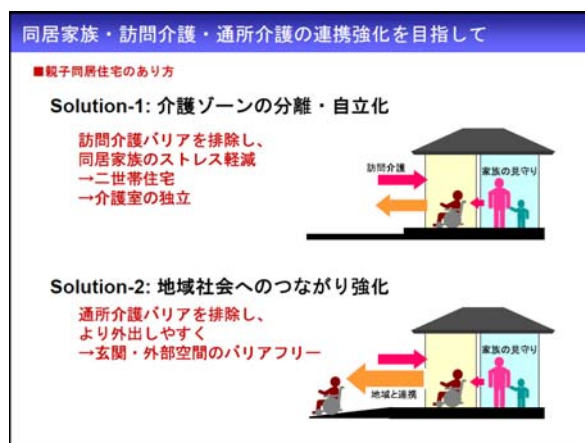 同居家族・訪問介護・通所介護の連携強化を目指して
■親子同居住宅のあり方
Solution-1: 介護ゾーンの分離・自立化
訪問介護バリアを排除し、
同居家族のストレス軽減
→二世帯住宅
→介護室の独立
訪問介護
家族の見守り
Solution-2: 地域社会へのつながり強化
通所介護バリアを排除し、
より外出しやすく
→玄関・外部空間のバリアフリー
家族の見守り
地域と連携